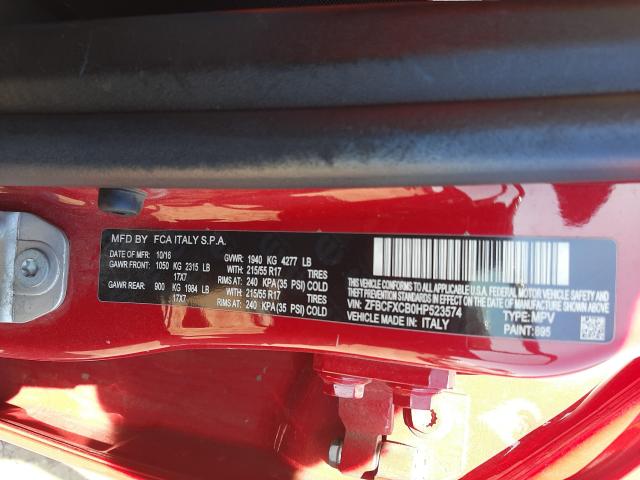 MFD BY FCA ITALY S.P.A.
DATE OF MFR: 10/16 GVWR: 1940 KG 4277 LB
GAWR FRONT: 1050 KG 2315 LB WITH 215/55 R17 TIRES
17X7 RIMS AT: 240 KPA (35 PSI) COLD
GAWR REAR: 900 KG 1984 LB WITH 215/55 R17 TIRES
17X7 RIMS AT: 240 KPA (35 PSI) COLD
THIS VEHICLE CONFORMS TO ALL APPLICABLE U.S.A. FEDERAL MOTOR VEHICLE
SAFETY, BUMPER, AND THEFT PREVENTION STANDARDS IN EFFECT ON THE DATE OF
MANUFACTURE SHOWN ABOVE
VIN: ZFBCFXCB0HP523574 TYPE: MPV
VEHICLE MADE IN: ITALY PAINT: 895